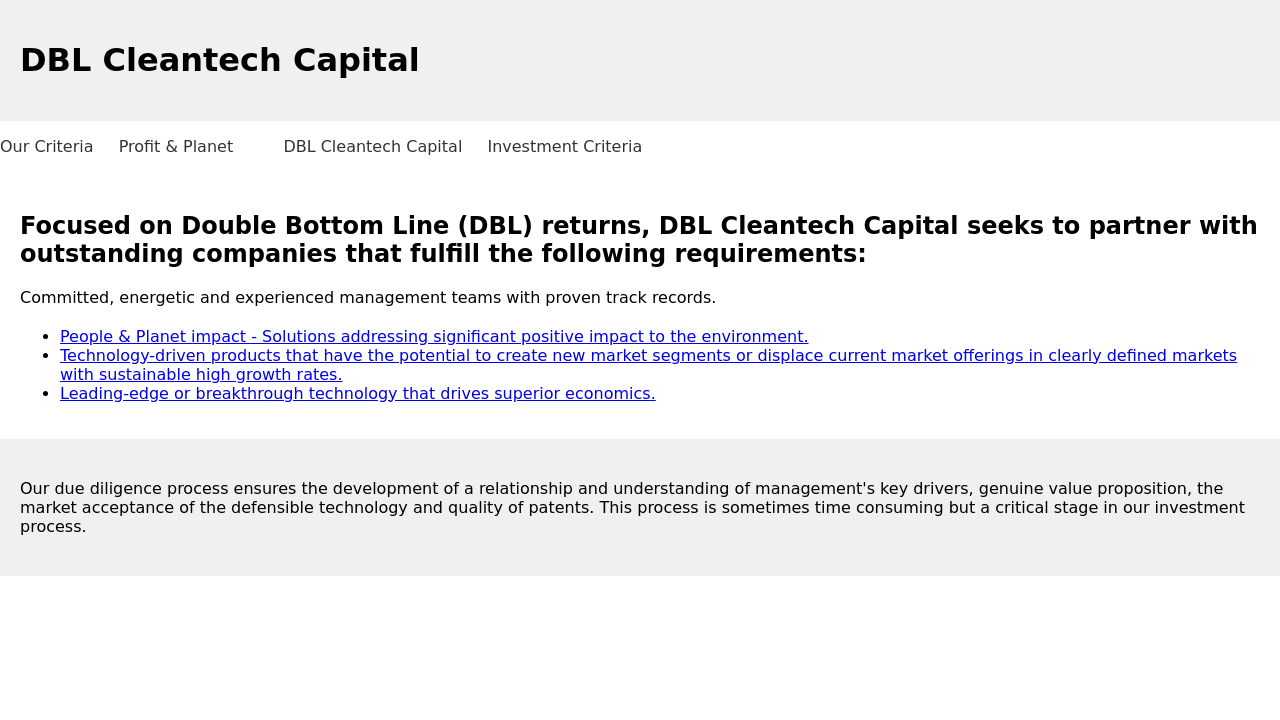 DBL Cleantech Capital
Our Criteria Profit & Planet DBL Cleantech Capital Investment Criteria
Focused on Double Bottom Line (DBL) returns, DBL Cleantech Capital seeks to partner with
outstanding companies that fulfill the following requirements:
Committed, energetic and experienced management teams with proven track records.
• People & Planet impact - Solutions addressing significant positive impact to the environment.
• Technology-driven products that have the potential to create new market segments or displace current market offerings in clearly defined markets
with sustainable high growth rates.
• Leading-edge or breakthrough technology that drives superior economics.
Our due diligence process ensures the development of a relationship and understanding of management's key drivers, genuine value proposition, the
market acceptance of the defensible technology and quality of patents. This process is sometimes time consuming but a critical stage in our investment
process.